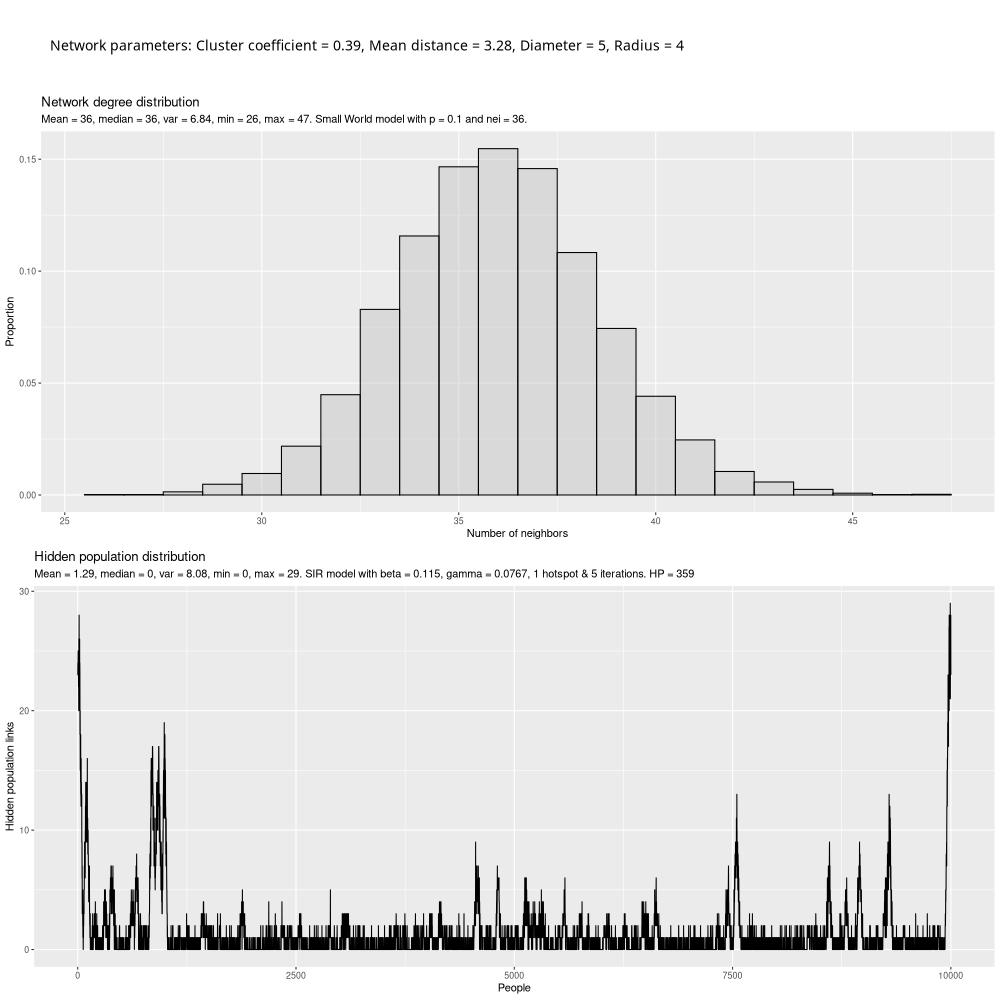 Network parameters: Cluster coefficient = 0.39, Mean distance = 3.28, Diameter = 5, Radius = 4
Network degree distribution
Mean = 36, median = 36, var = 6.84, min = 26, max = 47. Small World model with p = 0.1 and nei = 36.
Proportion
0.15
0.10
0.05
0.00
25 30 35 40 45
Number of neighbors
Hidden population distribution
Mean = 1.29, median = 0, var = 8.08, min = 0, max = 29. SIR model with beta = 0.115, gamma = 0.0767, 1 hotspot & 5 iterations. HP = 359
Hidden population links
30
20
10
0
0 2500 5000 7500 10000
People